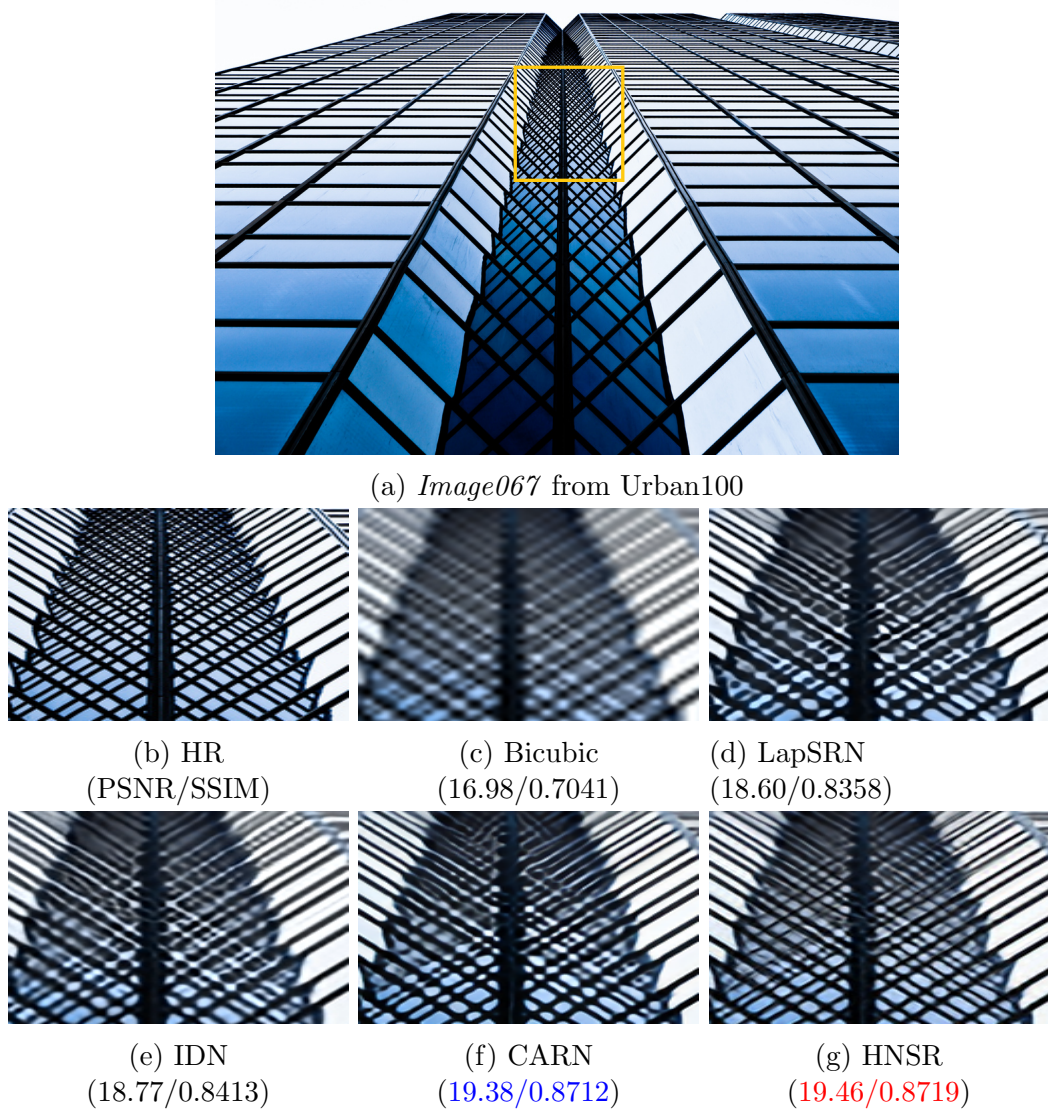 (a) Image067 from Urban100
(b) HR
(PSNR/SSIM)
(c) Bicubic
(16.98/0.7041)
(d) LapSRN
(18.60/0.8358)
(e) IDN
(18.77/0.8413)
(f) CARN
(19.38/0.8712)
(g) HNSR
(19.46/0.8719)